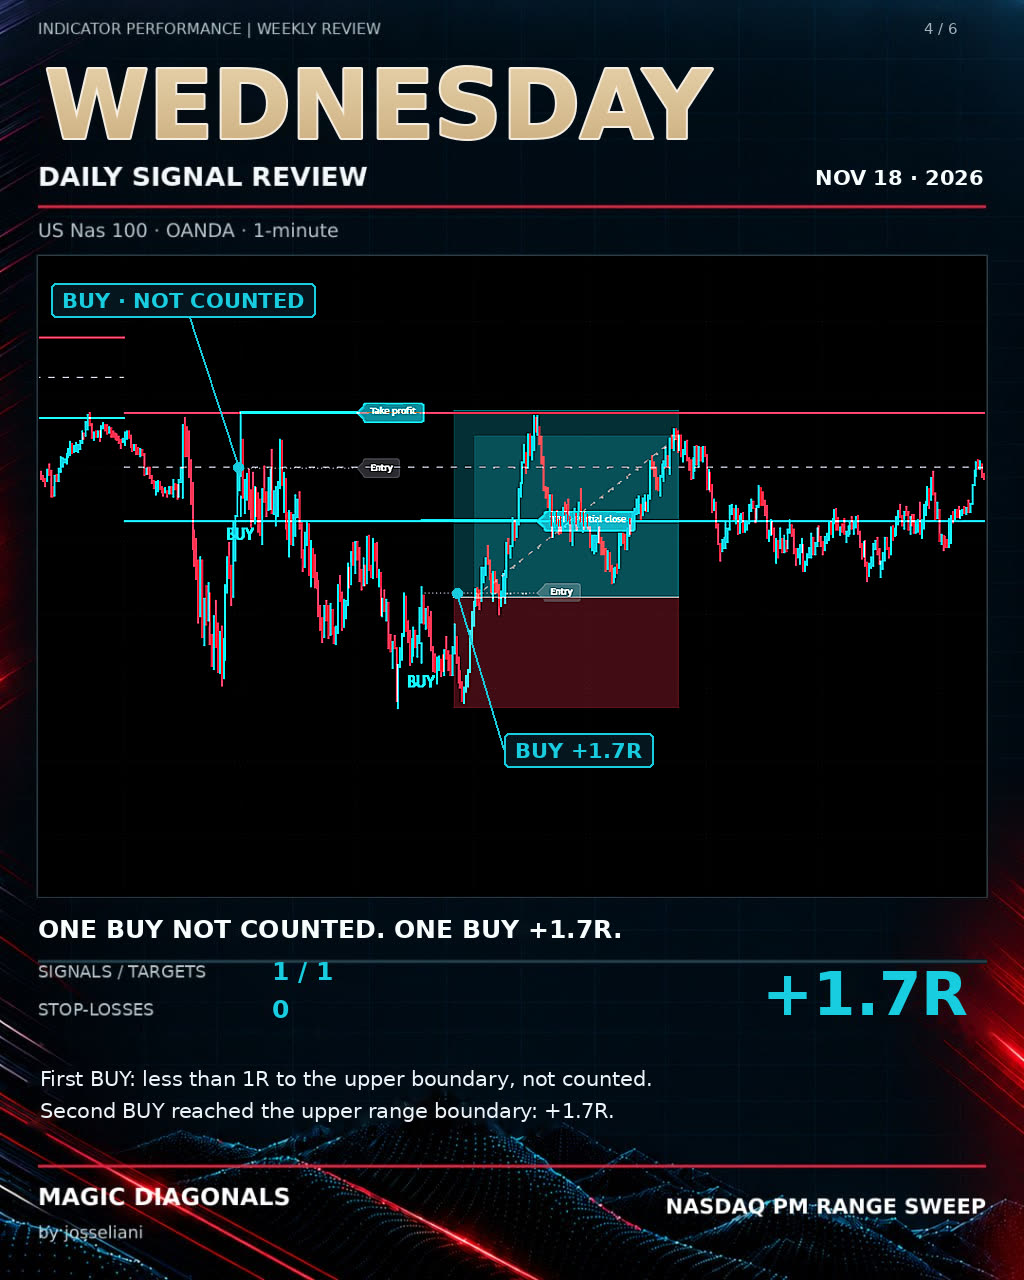 INDICATOR PERFORMANCE | WEEKLY REVIEW
4 / 6
WEDNESDAY
DAILY SIGNAL REVIEW
NOV 18 · 2026
US Nas 100 · OANDA · 1-minute
BUY · NOT COUNTED
Take profit
Entry
BUY
tial close
Entry
BUY
BUY +1.7R
ONE BUY NOT COUNTED. ONE BUY +1.7R.
SIGNALS / TARGETS 1 / 1
STOP-LOSSES 0
+1.7R
First BUY: less than 1R to the upper boundary, not counted.
Second BUY reached the upper range boundary: +1.7R.
MAGIC DIAGONALS
by josseliani
NASDAQ PM RANGE SWEEP